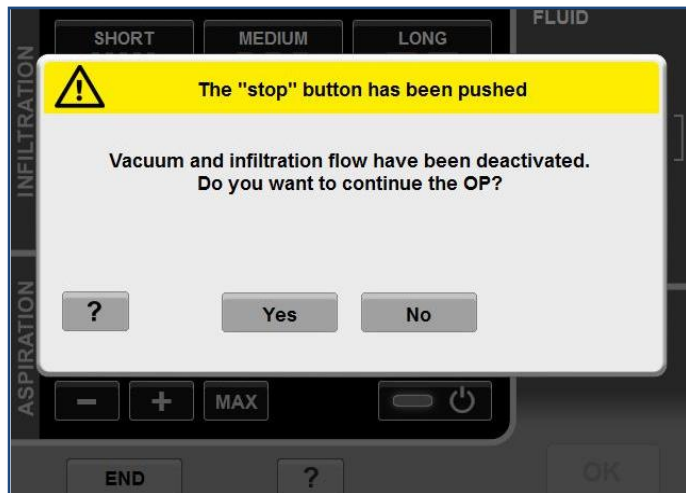 FLUID
SHORT MEDIUM LONG
INFILTRATION
The "stop" button has been pushed
Vacuum and infiltration flow have been deactivated.
Do you want to continue the OP?
? Yes No
ASPIRATION
- + MAX
END ? OK